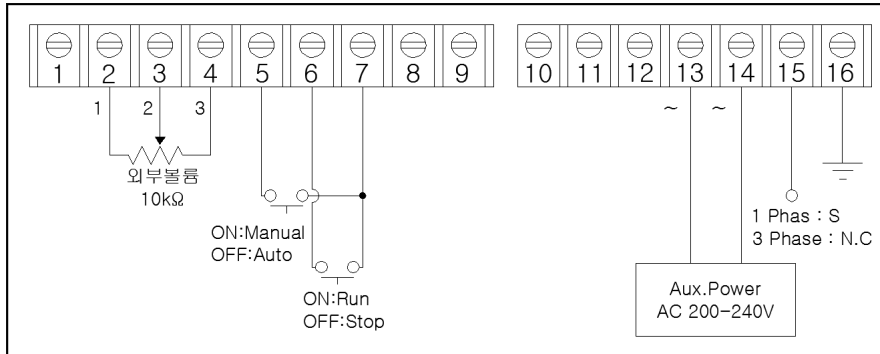 1 2 3 4 5 6 7 8 9 10 11 12 13 14 15 16
1 2 3
~ ~
외부볼륨
10kΩ
ON:Manual
OFF:Auto
ON:Run
OFF:Stop
1 Phas : S
3 Phase : N.C
Aux.Power
AC 200-240V